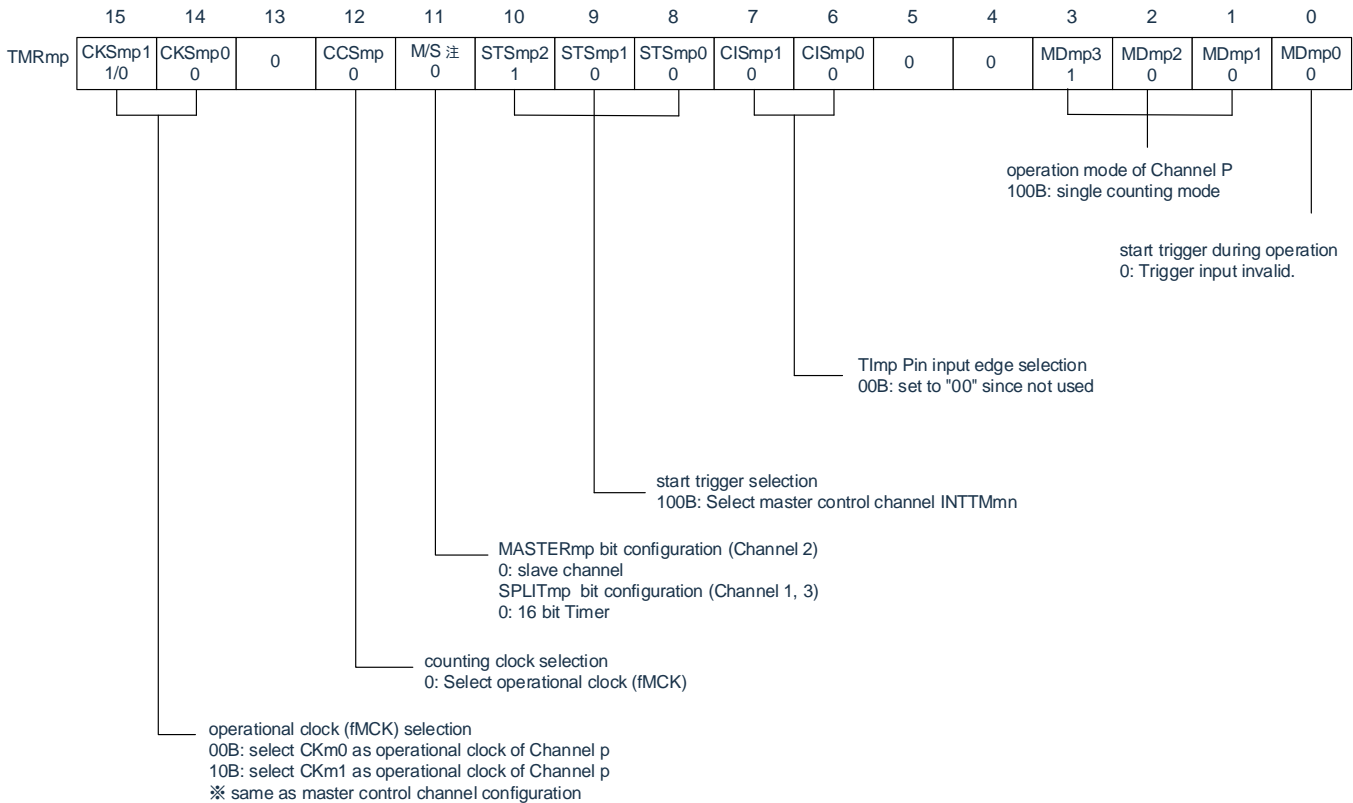 15 14 13 12 11 10 9 8 7 6 5 4 3 2 1 0
TMRmp CKSmp1 CKSmp0 0 CCSmp M/S 注 STSmp2 STSmp1 STSmp0 CISmp1 CISmp0 0 0 MDmp3 MDmp2 MDmp1 MDmp0
1/0 0 0 0 1 0 0 0 0 1 0 0 0
operation mode of Channel P
100B: single counting mode
start trigger during operation
0: Trigger input invalid.
TImp Pin input edge selection
00B: set to "00" since not used
start trigger selection
100B: Select master control channel INTTMmn
MASTERmp bit configuration (Channel 2)
0: slave channel
SPLITmp bit configuration (Channel 1, 3)
0: 16 bit Timer
counting clock selection
0: Select operational clock (fMCK)
operational clock (fMCK) selection
00B: select CKm0 as operational clock of Channel p
10B: select CKm1 as operational clock of Channel p
※ same as master control channel configuration